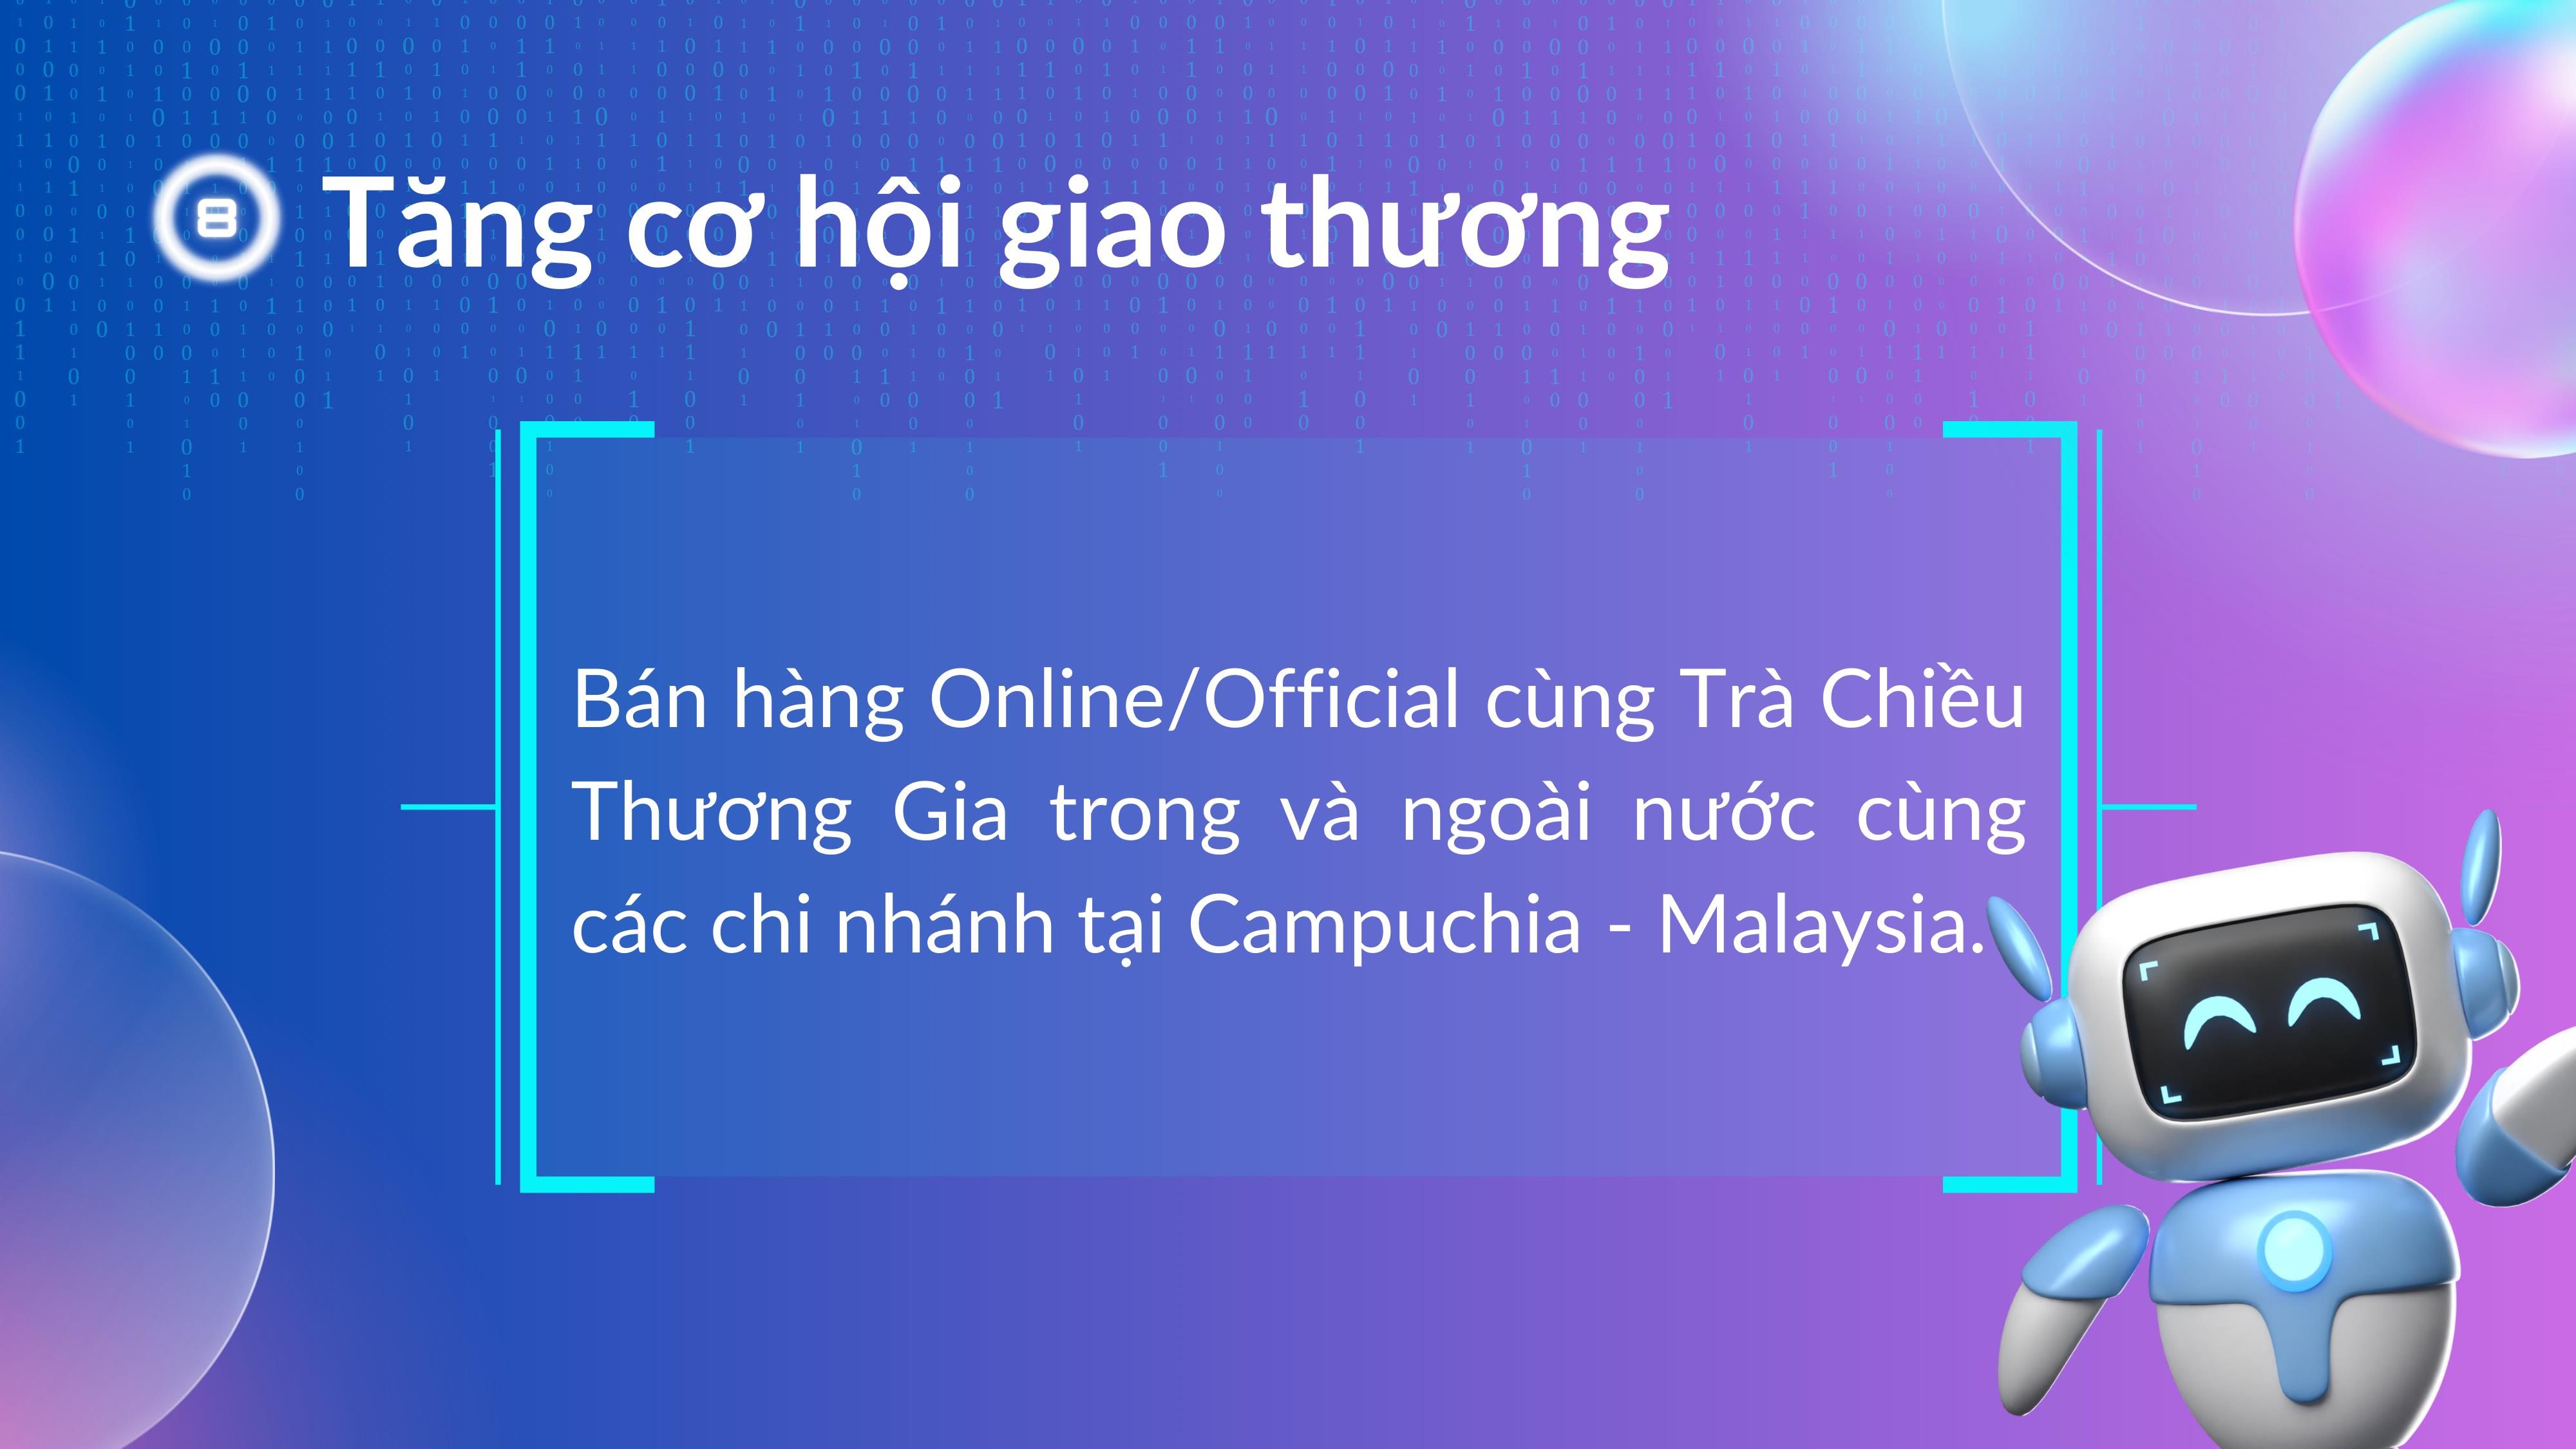 8 Tăng cơ hội giao thương
Bán hàng Online/Official cùng Trà Chiều
Thương Gia trong và ngoài nước cùng
các chi nhánh tại Campuchia - Malaysia.